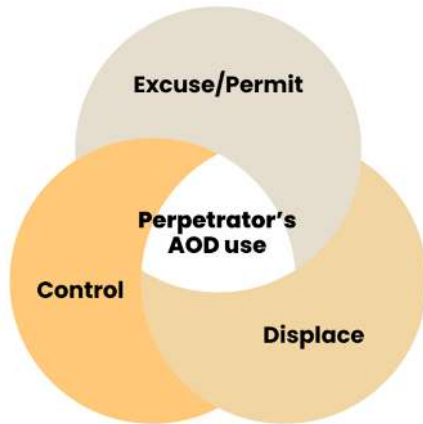 Excuse/Permit
Perpetrator's
AOD use
Control
Displace